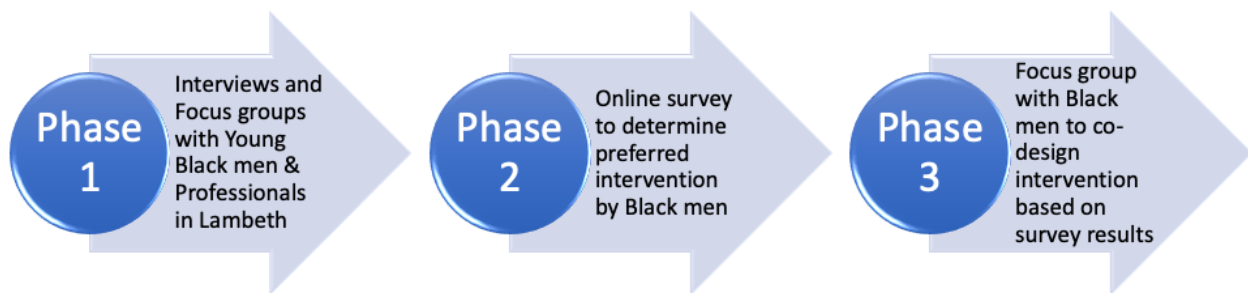 Phase
1
Interviews and
Focus groups
with Young
Black men &
Professionals
in Lambeth
Phase
2
Online survey
to determine
preferred
intervention
by Black men
Phase
3
Focus group
with Black
men to co-
design
intervention
based on
survey results